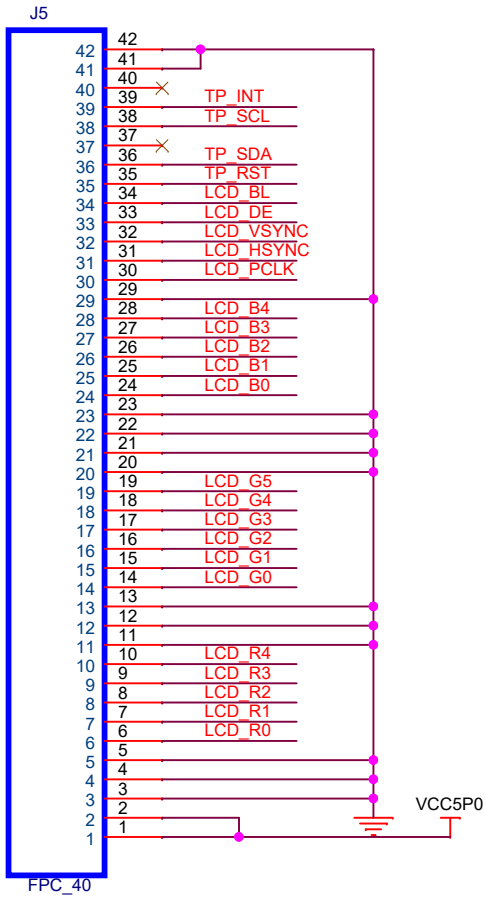 J5
42
42
41
41
40
40
39
39 TP_INT
38
38 TP_SCL
37
37
36
36 TP_SDA
35
35 TP_RST
34
34 LCD_BL
33
33 LCD_DE
32
32 LCD_VSYNC
31
31 LCD_HSYNC
30
30 LCD_PCLK
29
29
28
28 LCD_B4
27
27 LCD_B3
26
26 LCD_B2
25
25 LCD_B1
24
24 LCD_B0
23
23
22
22
21
21
20
20
19
19 LCD_G5
18
18 LCD_G4
17
17 LCD_G3
16
16 LCD_G2
15
15 LCD_G1
14
14 LCD_G0
13
13
12
12
11
11
10
10 LCD_R4
9
9 LCD_R3
8
8 LCD_R2
7
7 LCD_R1
6
6 LCD_R0
5
5
4
4
3
3
2
2
1
1
VCC5P0
FPC_40